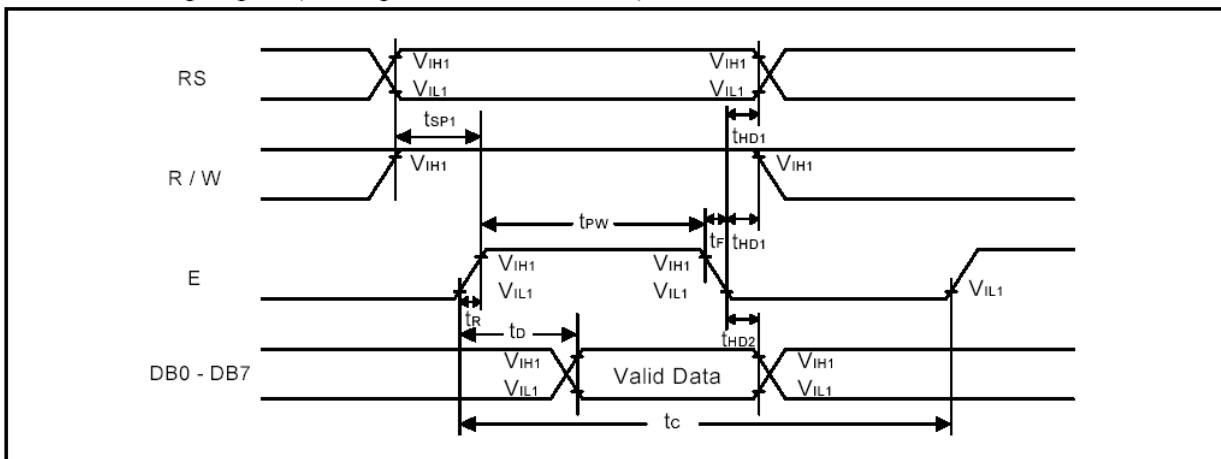 RS
VIH1
VIL1
VIH1
VIL1
tSP1
tHD1
R / W
VIH1
VIH1
tPW
tF
tHD1
E
VIH1
VIL1
VIH1
VIL1
VIL1
tR
tD
tHD2
DB0 - DB7
VIH1
VIL1
Valid Data
VIH1
VIL1
tC